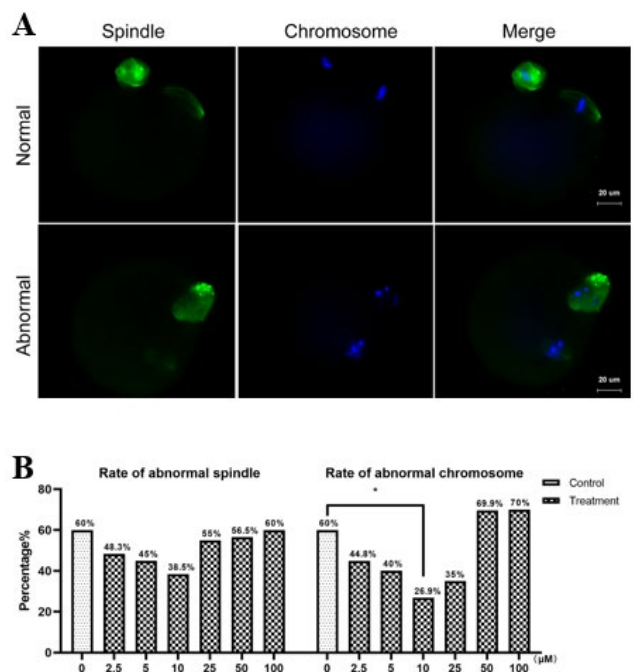 A
Spindle Chromosome Merge
Normal
20 um
Abnormal
20 um
B
Rate of abnormal spindle Rate of abnormal chromosome
Control
Treatment
Percentage%
80
60
40
20
0
60% 48.3% 45% 38.5% 55% 56.5% 60%
*
60% 44.8% 40% 26.9% 35% 69.9% 70%
0 2.5 5 10 25 50 100 0 2.5 5 10 25 50 100 (μM)